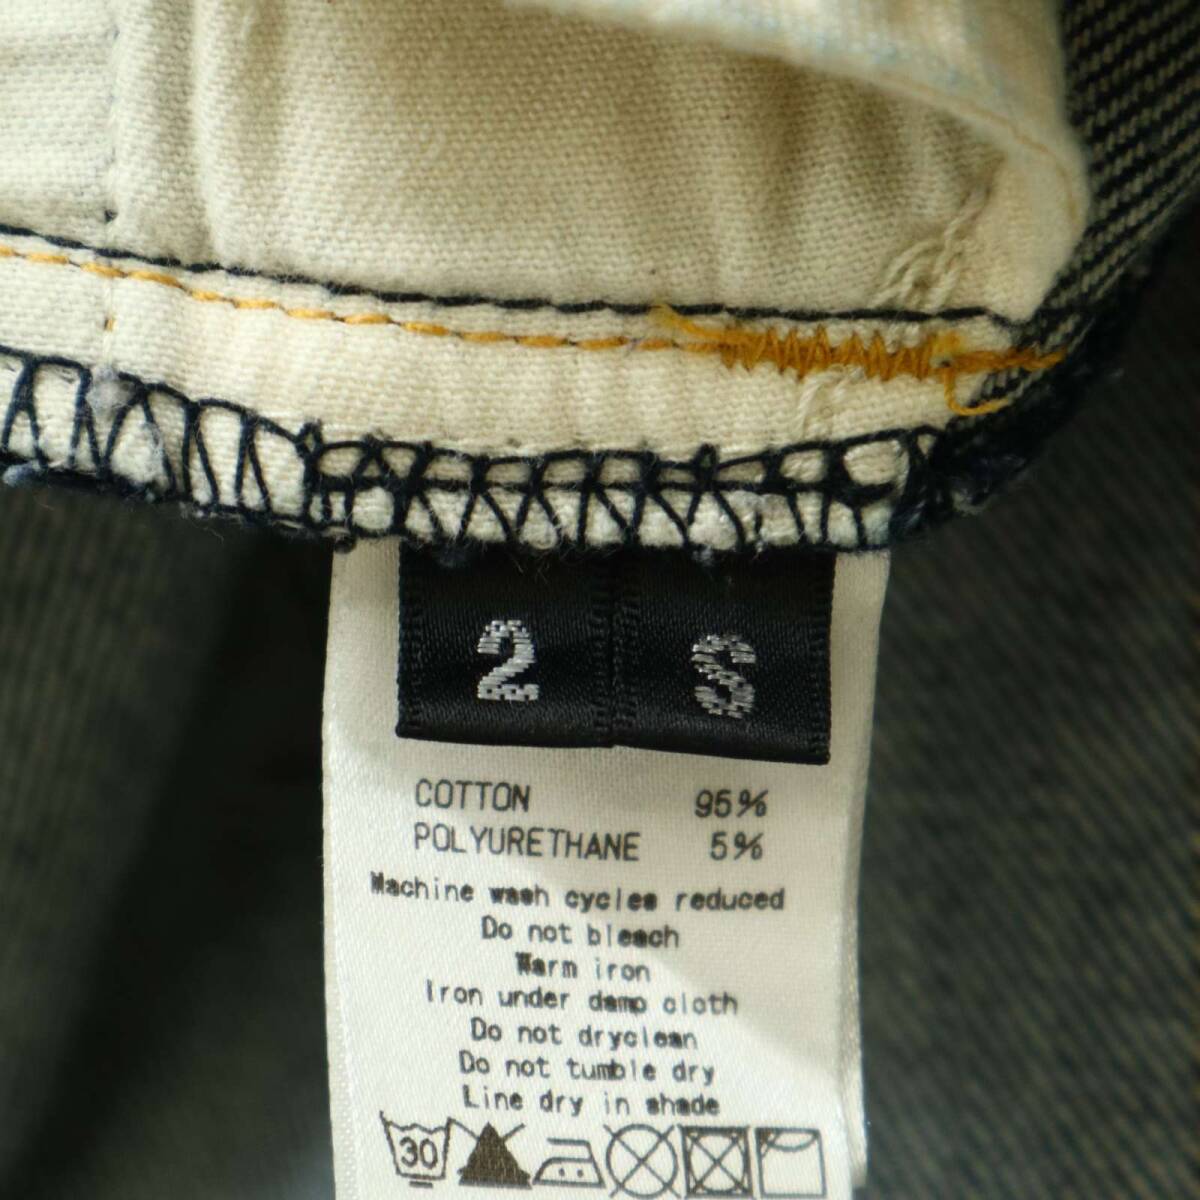 2 S
COTTON 95%
POLYURETHANE 5%
Machine wash cycles reduced
Do not bleach
Warm iron
Iron under damp cloth
Do not dryclean
Do not tumble dry
Line dry in shade
30